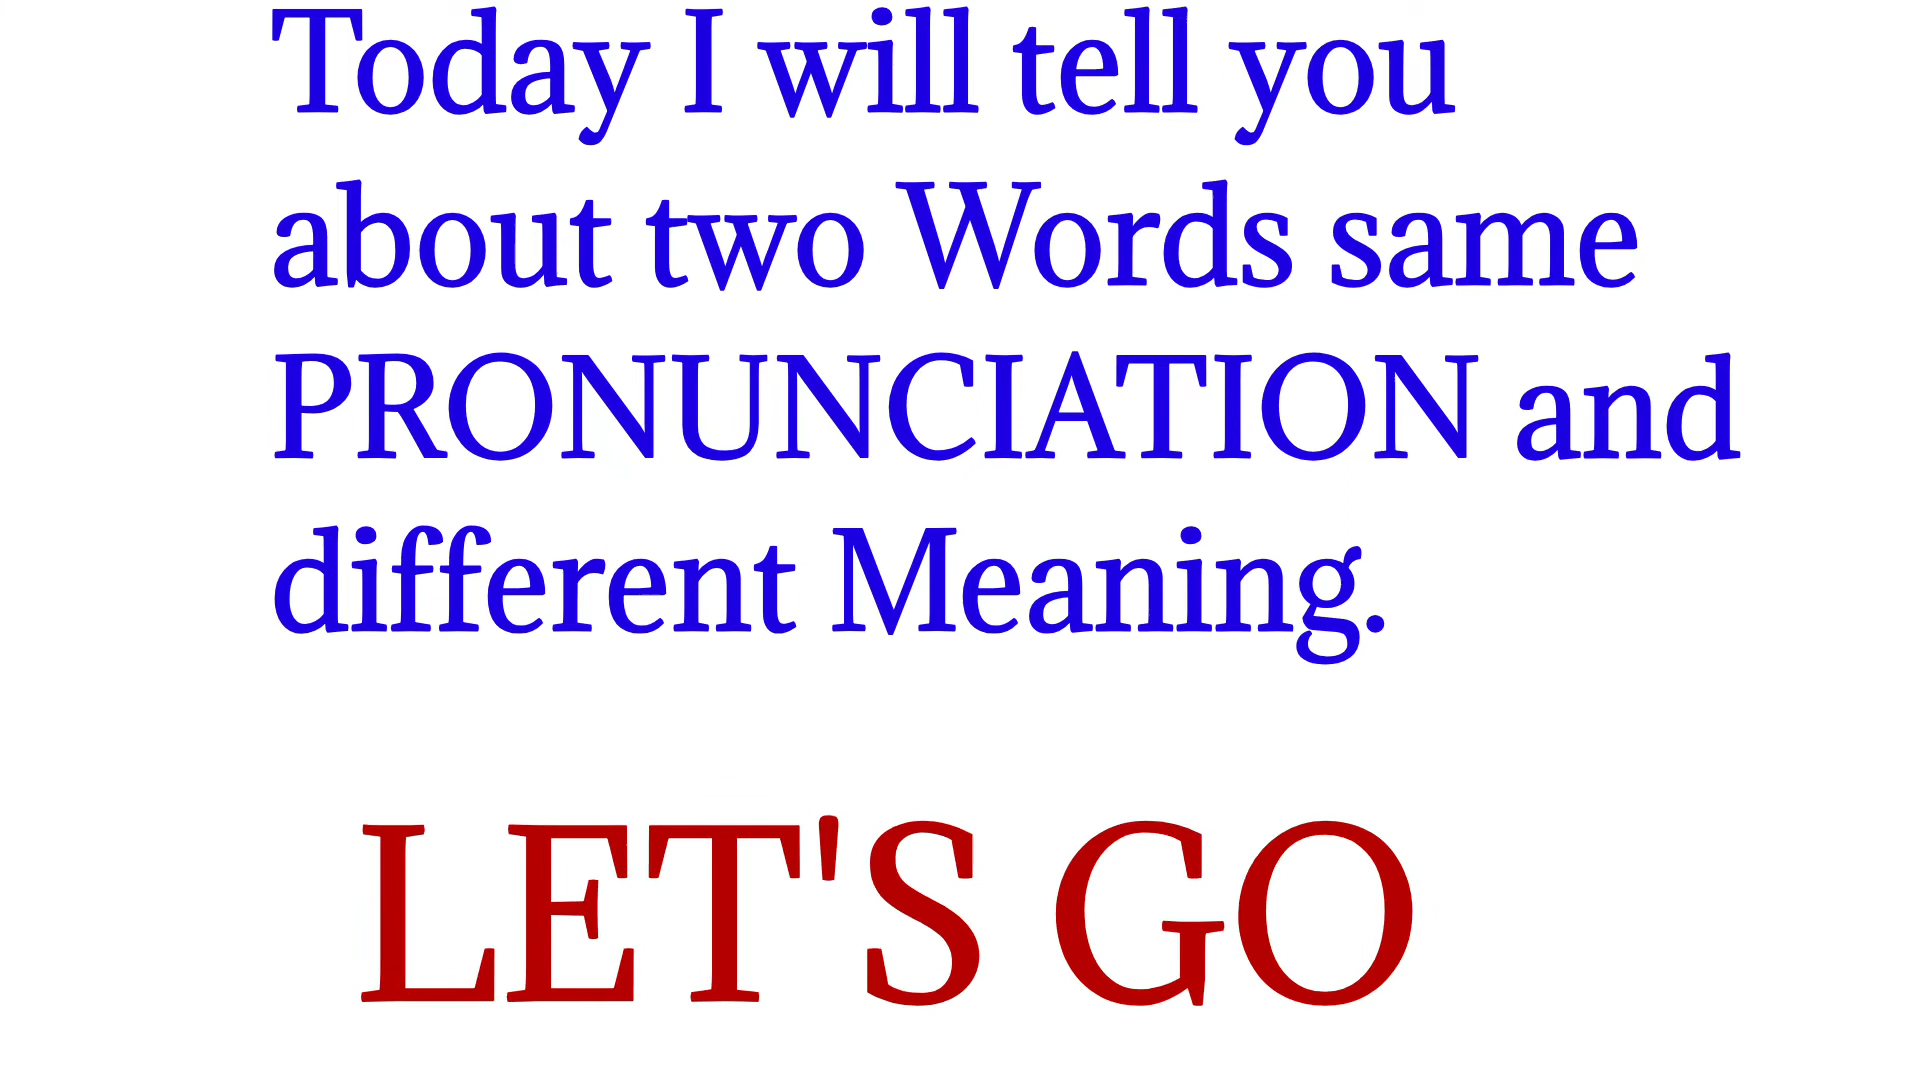 Today I will tell you
about two Words same
PRONUNCIATION and
different Meaning.
LET'S GO